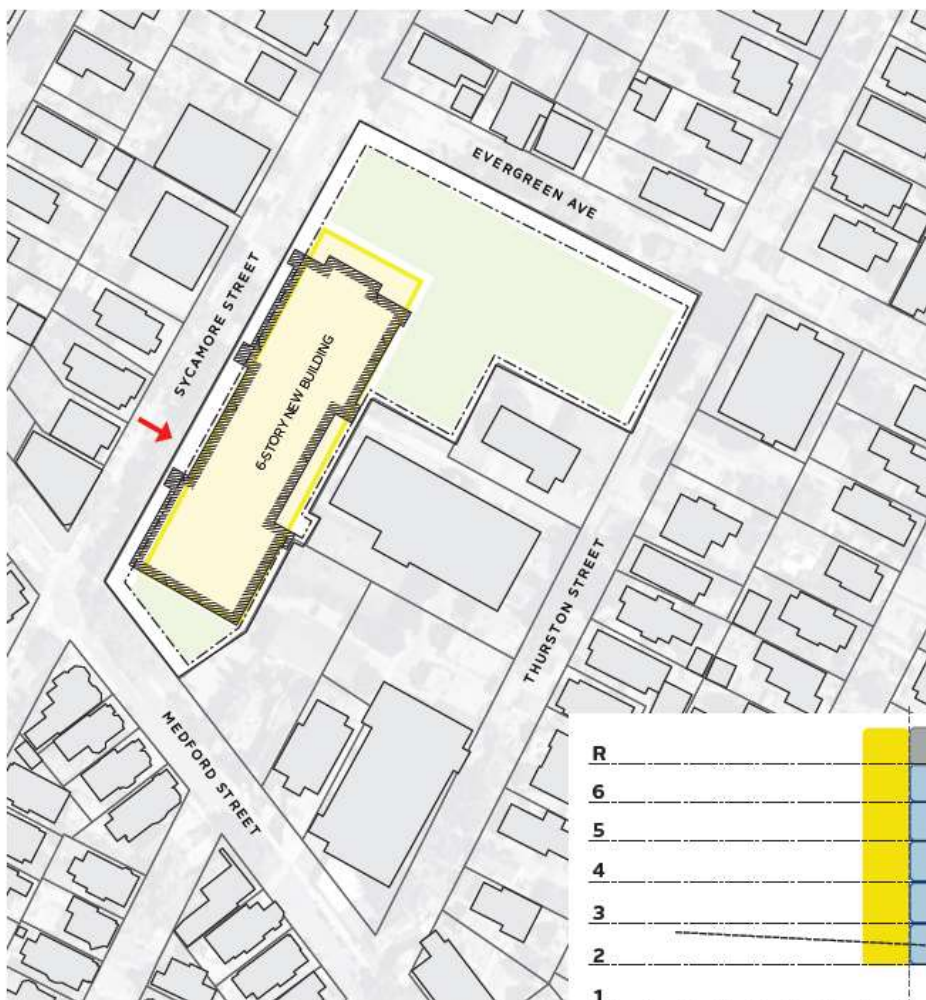 EVERGREEN AVE
SYCAMORE STREET
6-STORY NEW BUILDING
THURSTON STREET
MEDFORD STREET
R
6
5
4
3
2
1